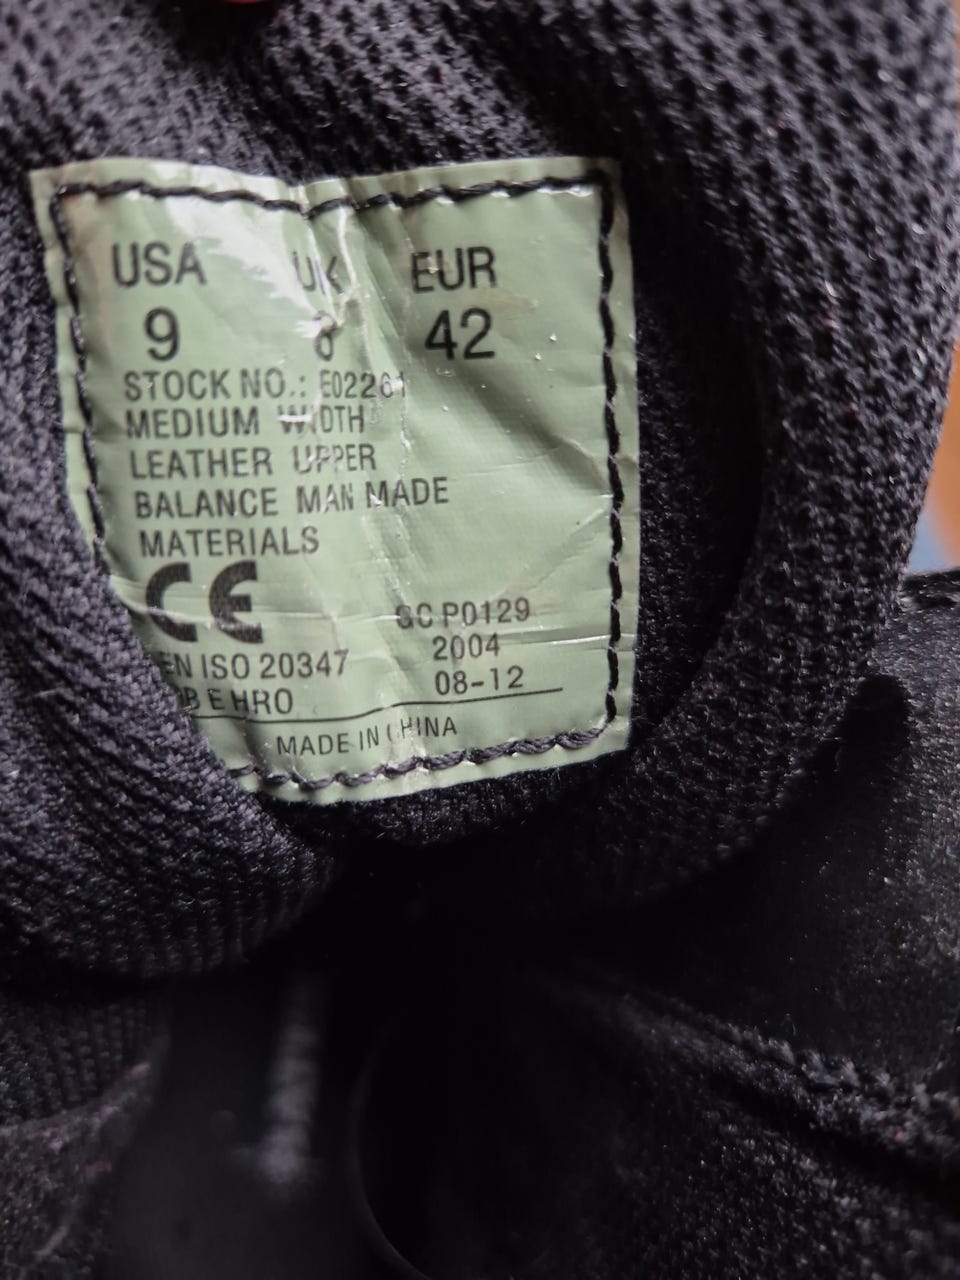 USA UK EUR
9 8 42
STOCK NO.: E02261
MEDIUM WIDTH
LEATHER UPPER
BALANCE MAN MADE
MATERIALS
CE
P0129
EN ISO 20347 2004
E HRO 08-12
MADE IN CHINA